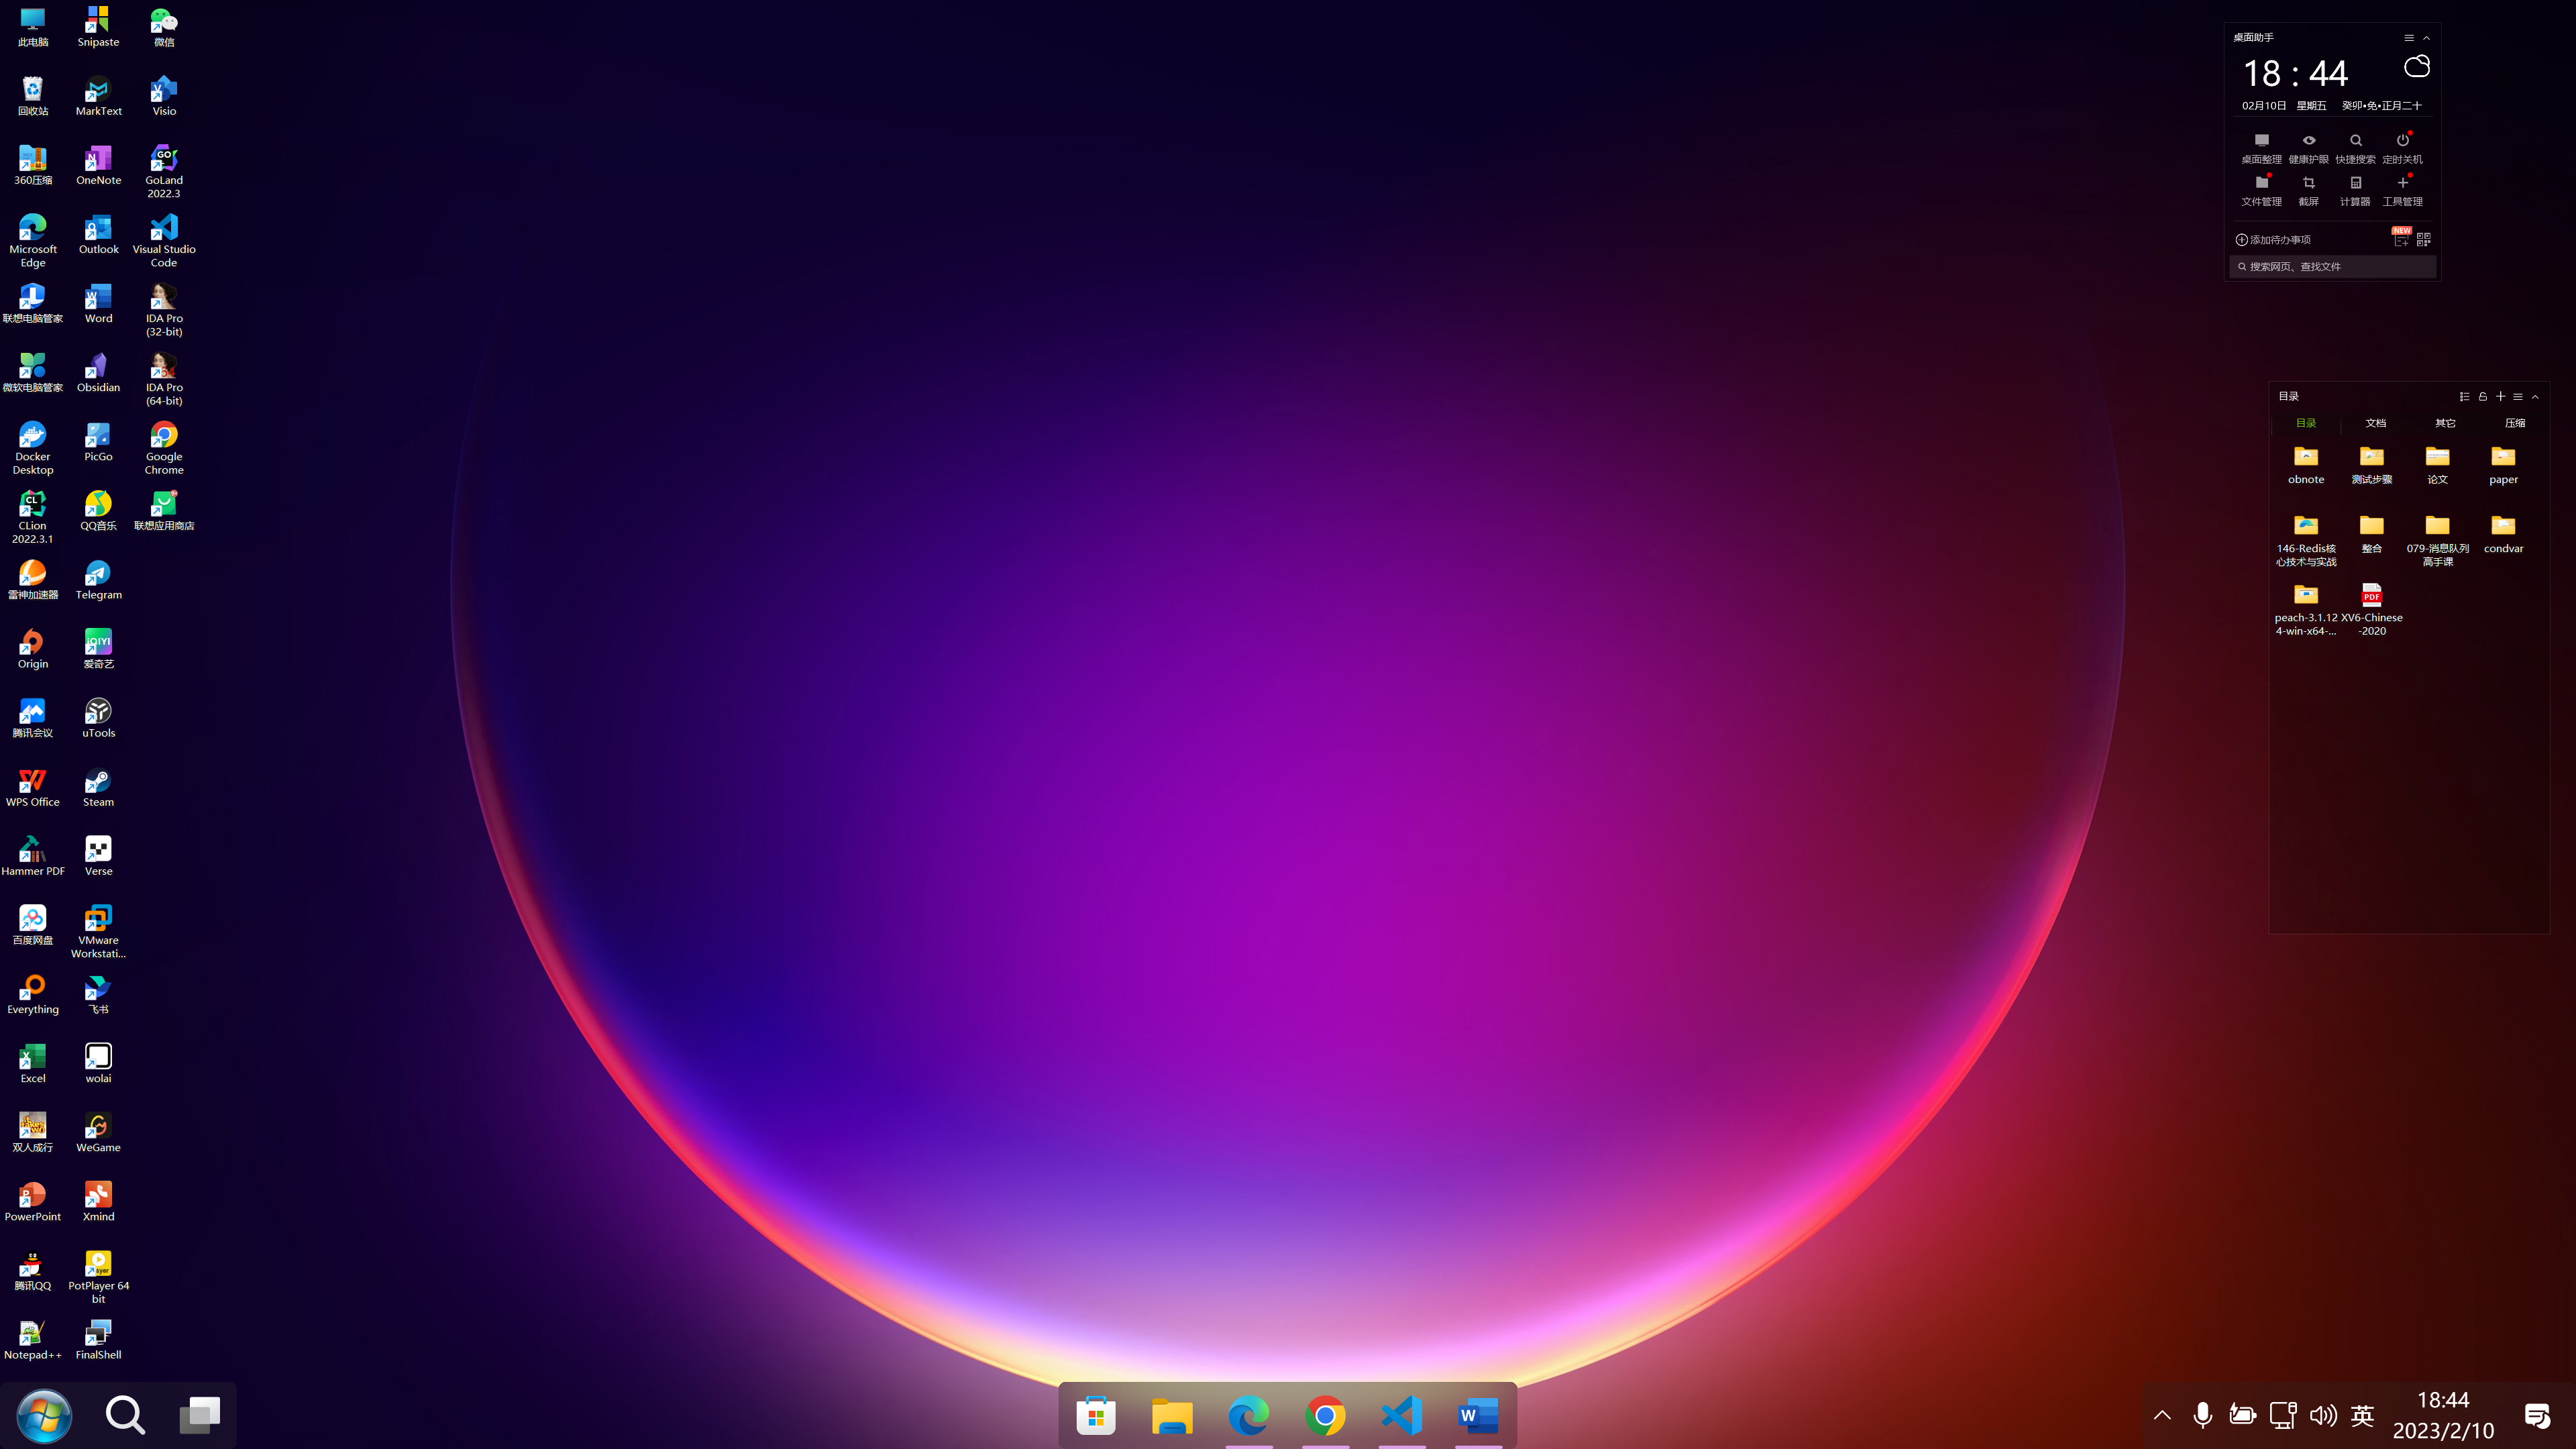 此电脑
Snipaste
微信
回收站
MarkText
Visio
360压缩
OneNote
GoLand
2022.3
Microsoft
Edge
Outlook
Visual Studio
Code
联想电脑管家
Word
IDA Pro
(32-bit)
微软电脑管家
Obsidian
IDA Pro
(64-bit)
Docker
Desktop
PicGo
Google
Chrome
CLion
2022.3.1
QQ音乐
联想应用商店
雷神加速器
Telegram
Origin
爱奇艺
腾讯会议
uTools
WPS Office
Steam
Hammer PDF
Verse
百度网盘
VMware
Workstati...
Everything
飞书
Excel
wolai
双人成行
WeGame
PowerPoint
Xmind
腾讯QQ
PotPlayer 64
bit
Notepad++
FinalShell
桌面助手
18 : 44
02月10日 星期五 癸卯•兔•正月二十
桌面整理 健康护眼 快捷搜索 定时关机
文件管理 截屏 计算器 工具管理
添加待办事项
NEW
搜索网页、查找文件
目录
目录 文档 其它 压缩
obnote
测试步骤
论文
paper
146-Redis核
心技术与实战
整合
079-消息队列
高手课
condvar
peach-3.1.12
4-win-x64-...
XV6-Chinese
-2020
PDF
英
18:44
2023/2/10